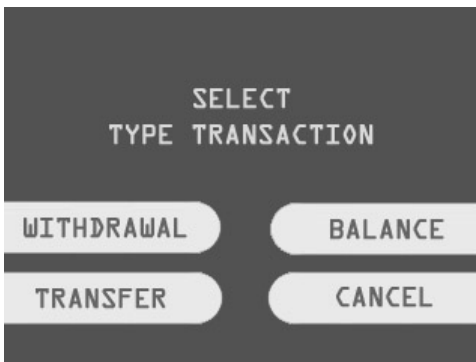 SELECT
TYPE TRANSACTION
WITHDRAWAL
BALANCE
TRANSFER
CANCEL